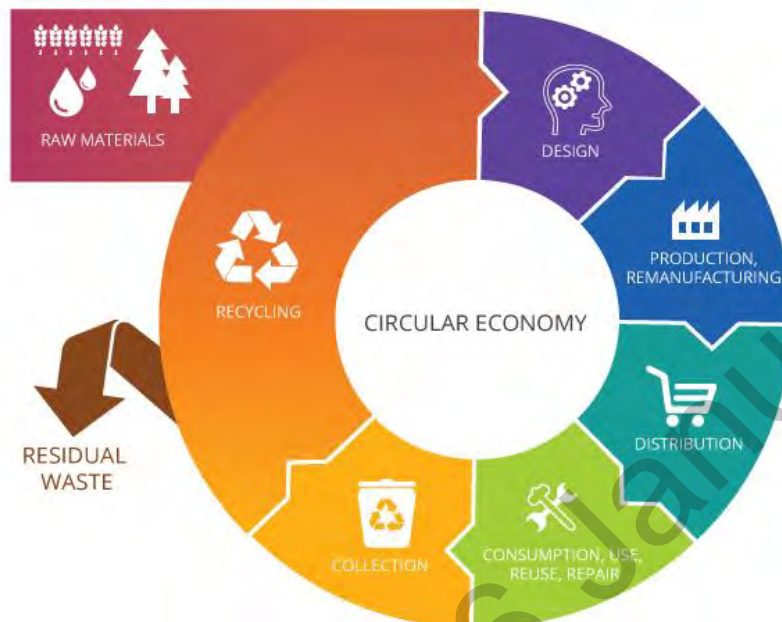 RAW MATERIALS
DESIGN
PRODUCTION,
REMANUFACTURING
RECYCLING
CIRCULAR ECONOMY
DISTRIBUTION
RESIDUAL
WASTE
CONSUMPTION, USE,
REUSE, REPAIR
COLLECTION